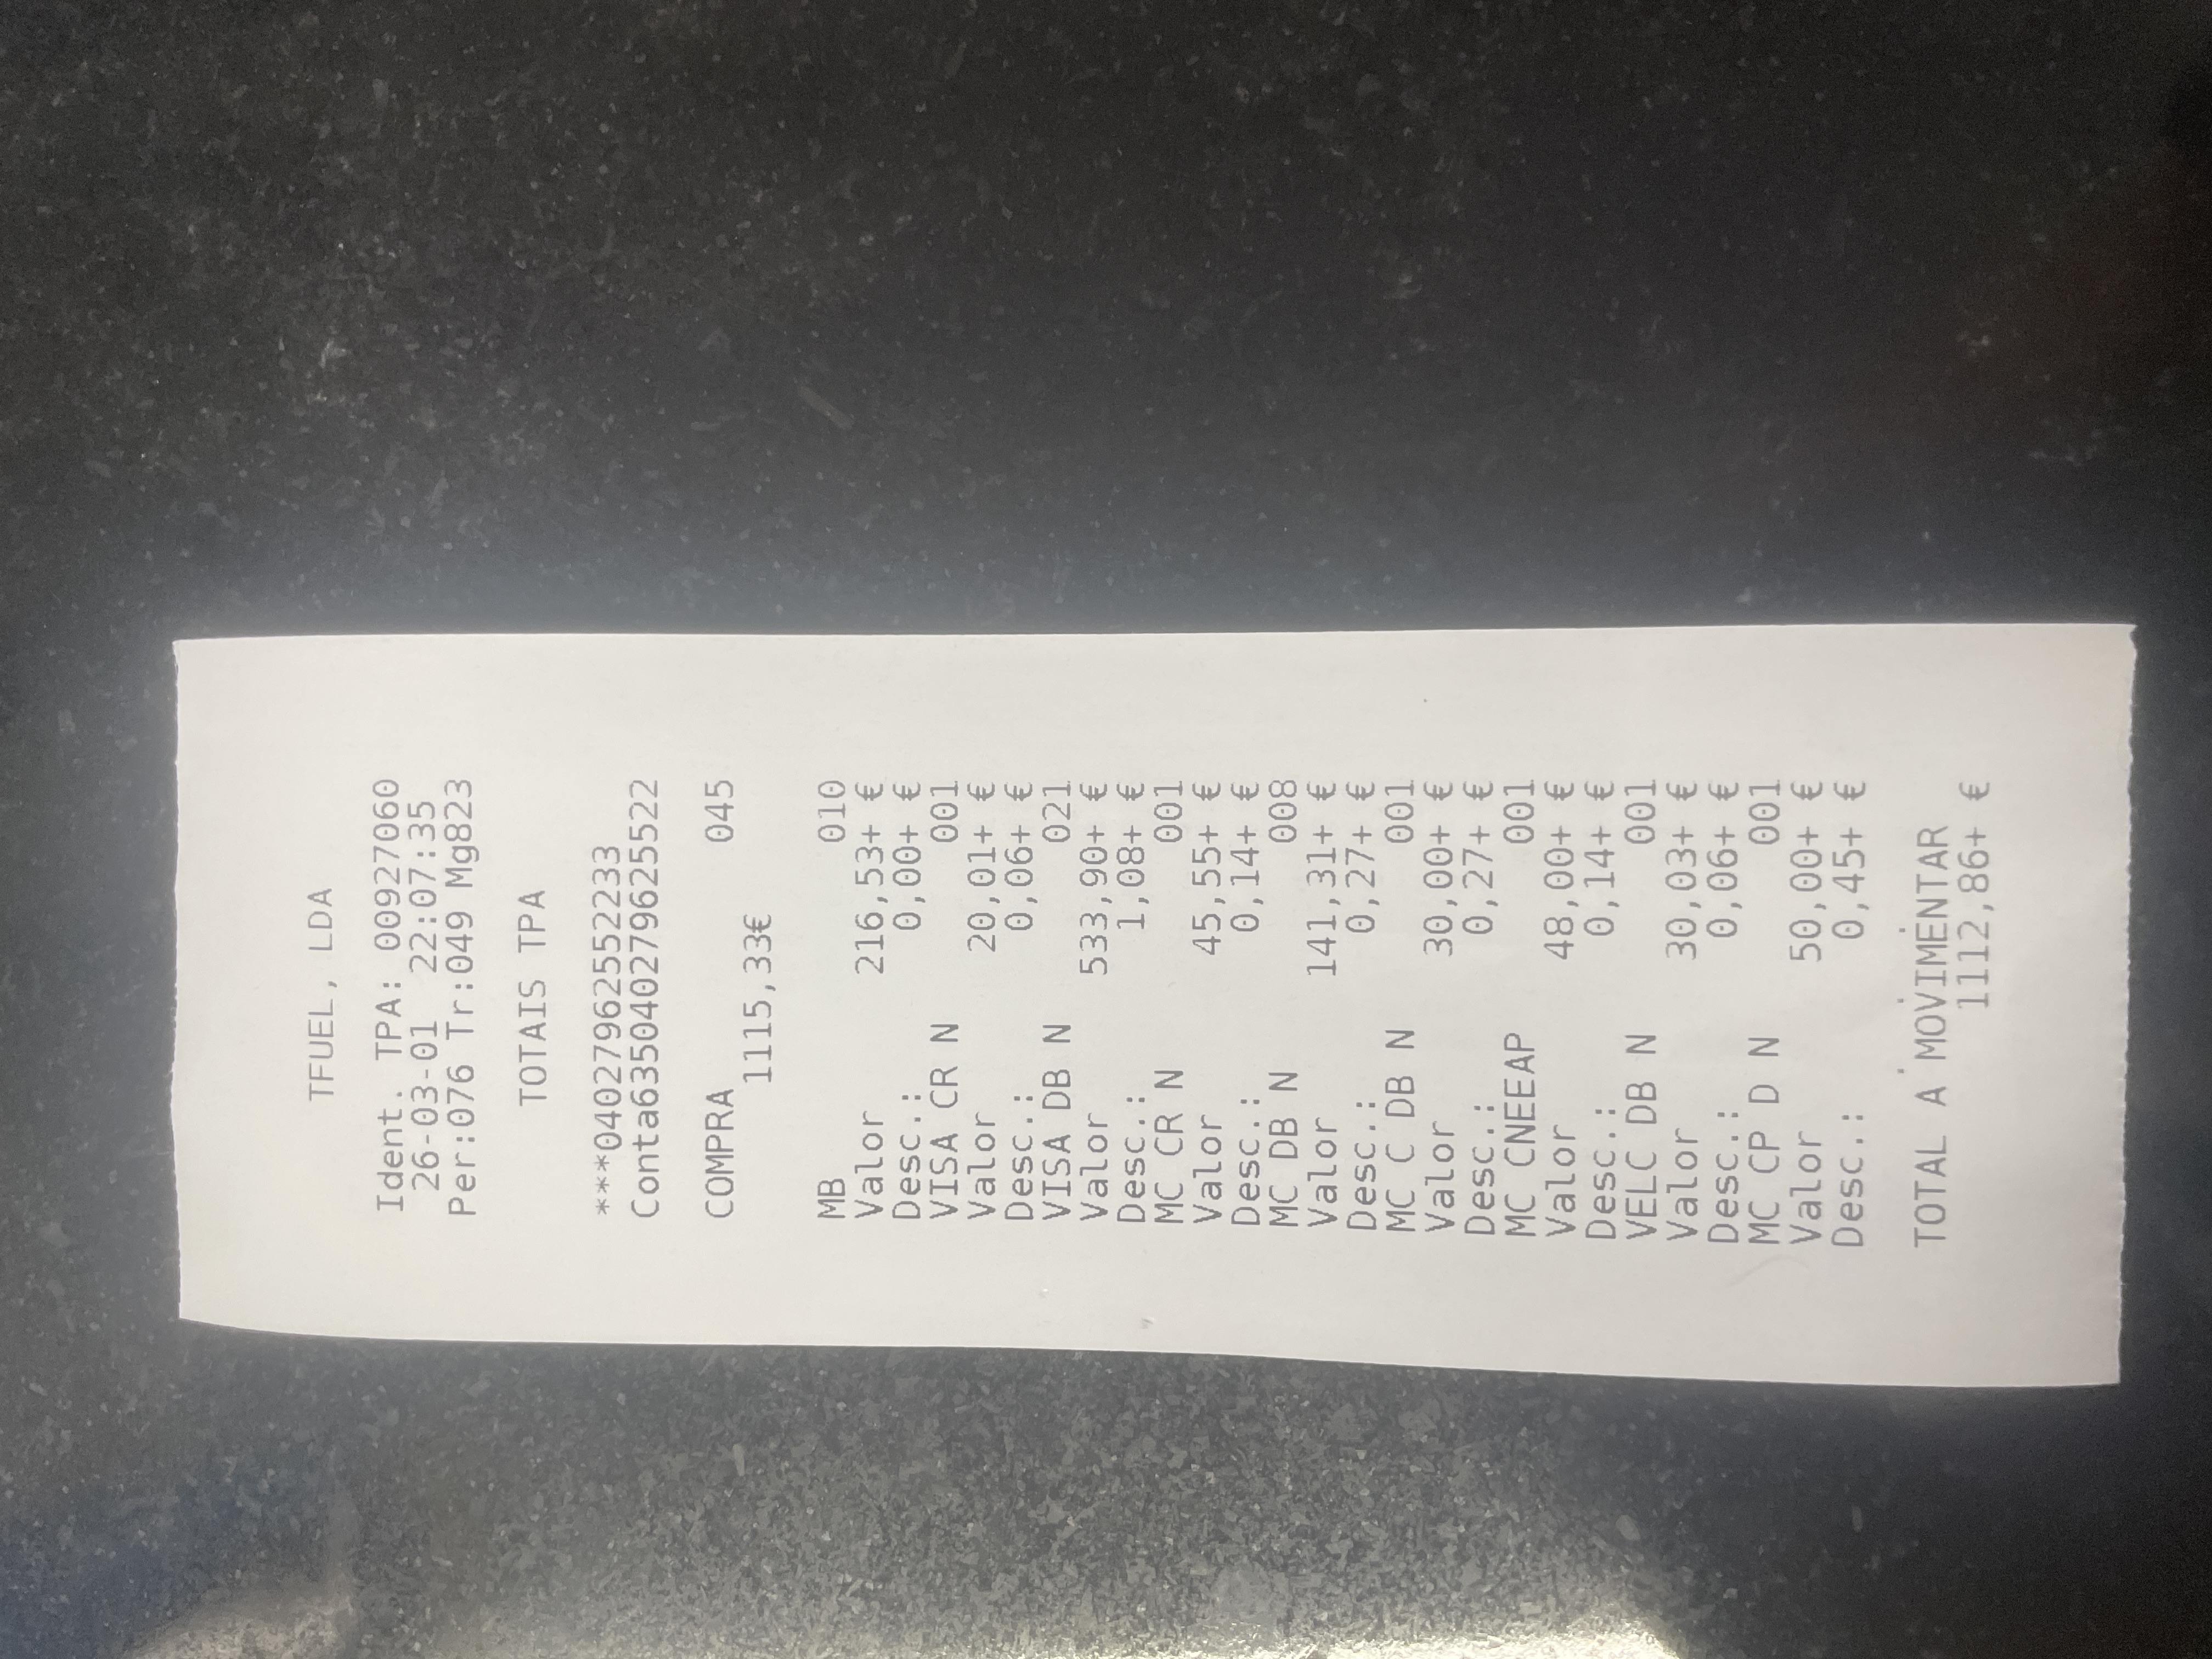 TFUEL, LDA
Ident. TPA: 0092706​0
26-03-01 22:07:35
Per:076 Tr:049 Mg823
TOTAIS TPA
***0402796255​2233
Conta63504027962552​2
COMPRA 045
1115,33€
MB 010
Valor 216,53+ €
Desc.: 0,00+ €
VISA CR N 001
Valor 20,01+ €
Desc.: 0,06+ €
VISA DB N 021
Valor 533,90+ €
Desc.: 1,08+ €
MC CR N 001
Valor 45,55+ €
Desc.: 0,14+ €
MC DB N 008
Valor 141,31+ €
Desc.: 0,27+ €
MC C DB N 001
Valor 30,00+ €
Desc.: 0,27+ €
MC CNEEAP 001
Valor 48,00+ €
Desc.: 0,14+ €
VELC DB N 001
Valor 30,03+ €
Desc.: 0,06+ €
MC CP D N 001
Valor 50,00+ €
Desc.: 0,45+ €
TOTAL A MOVIMENTAR
1112,86+ €